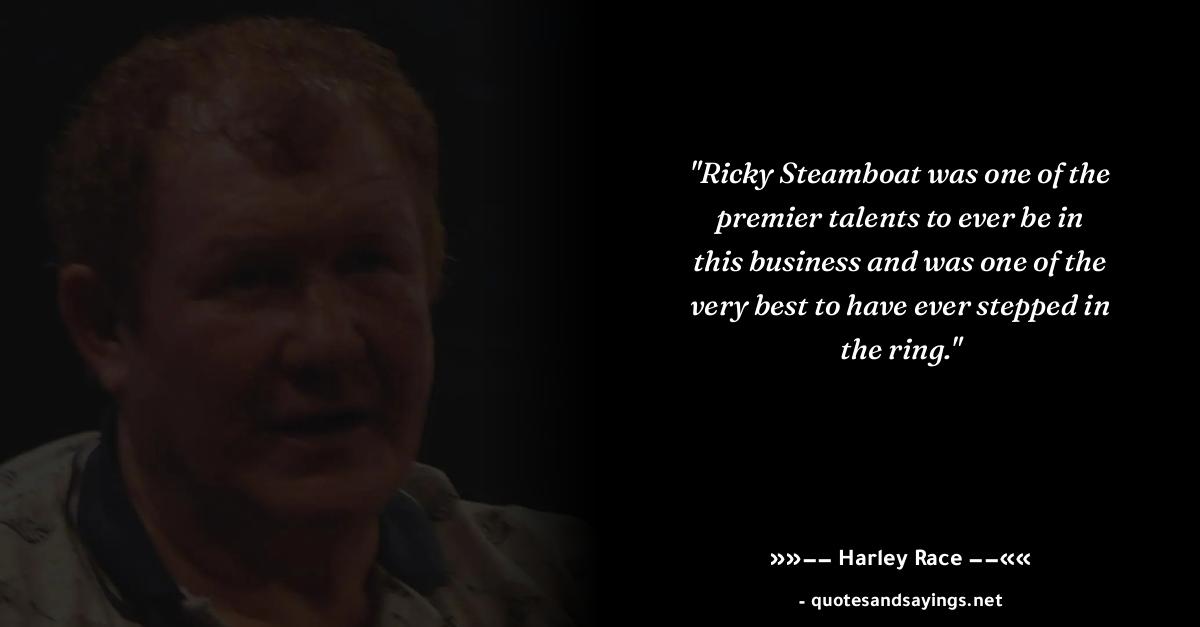 "Ricky Steamboat was one of the
premier talents to ever be in
this business and was one of the
very best to have ever stepped in
the ring."
»»−− Harley Race −−««
- quotesandsayings.net